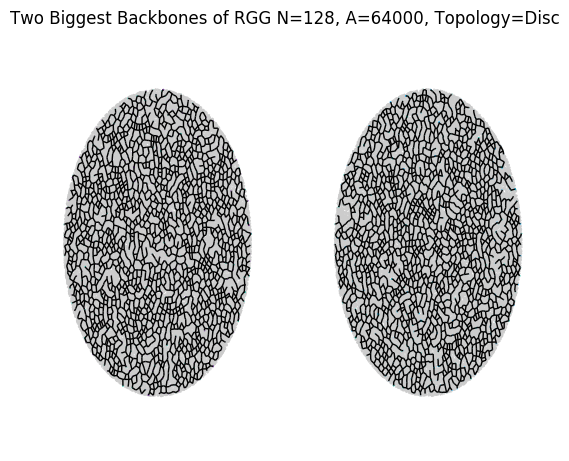 Two Biggest Backbones of RGG N=128, A=64000, Topology=Disc